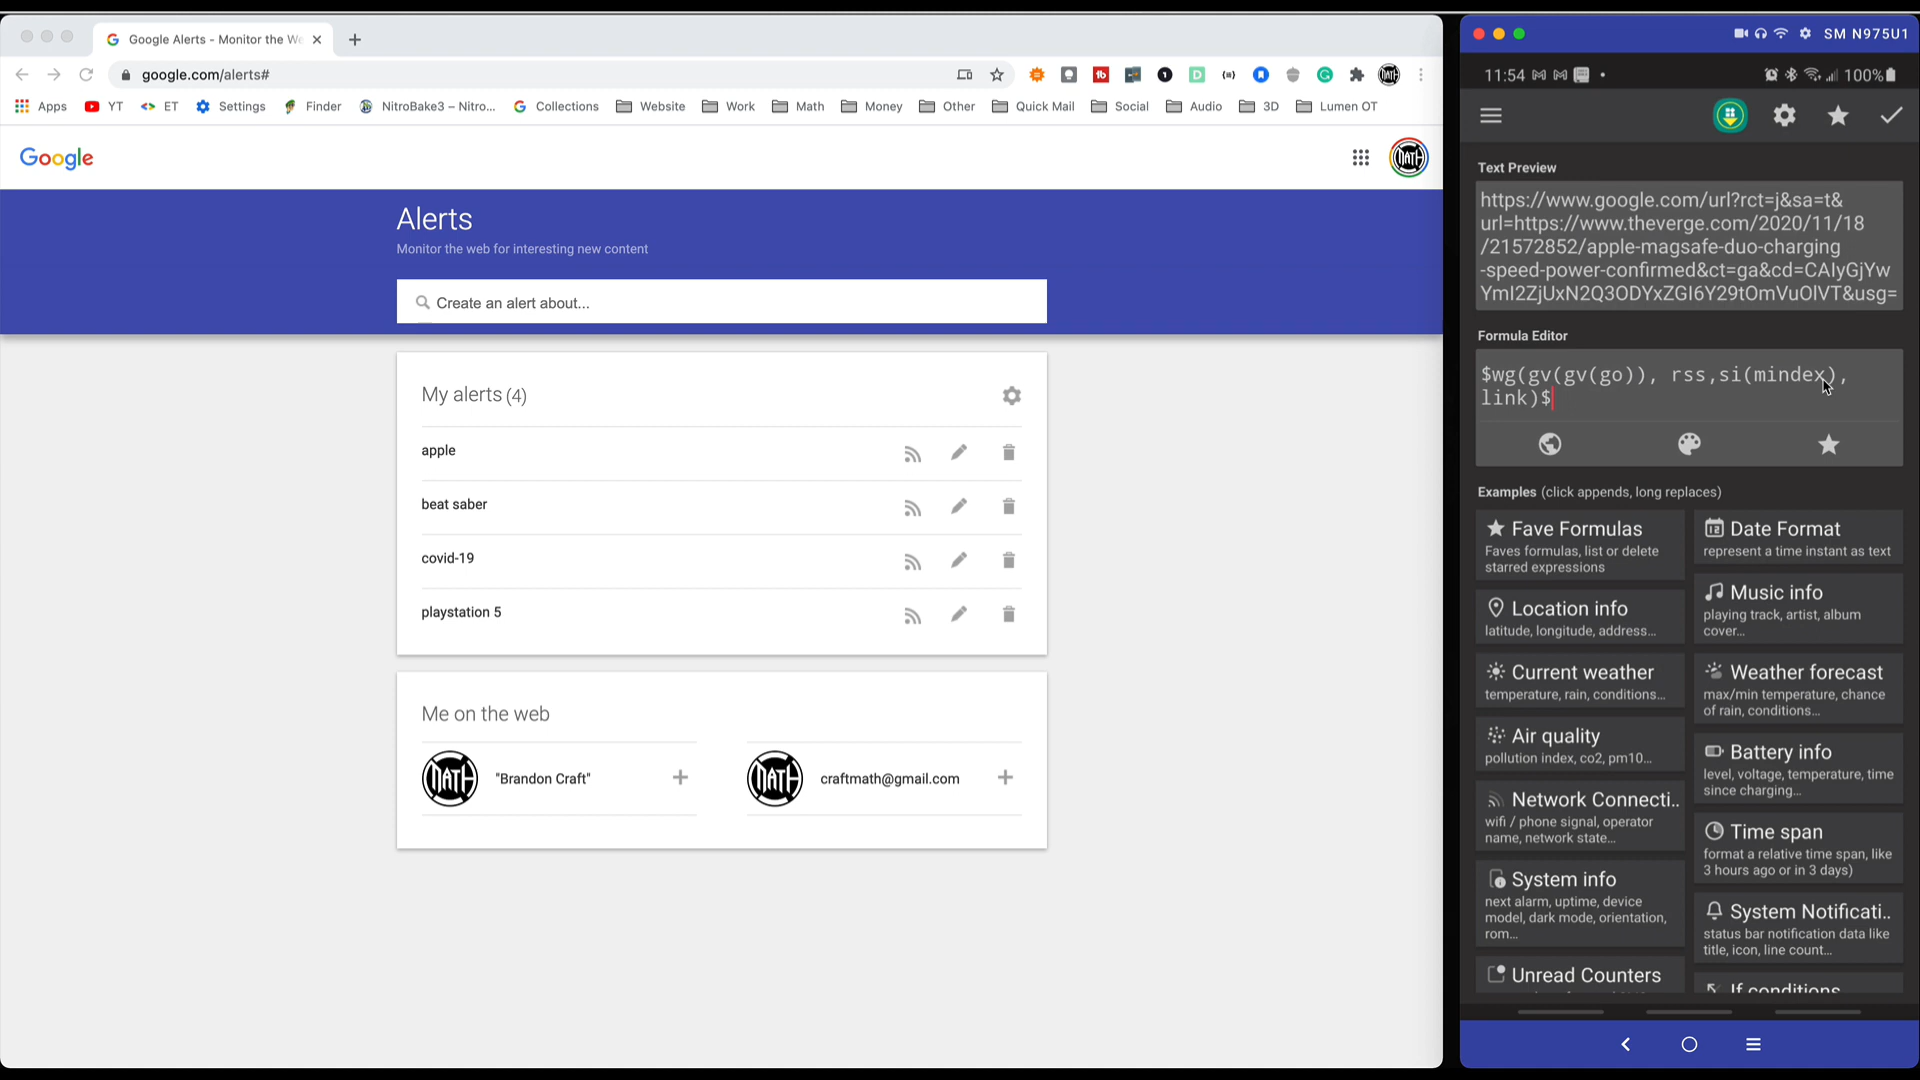 Google Alerts - Monitor the We
google.com/alerts#
Apps YT ET Settings Finder NitroBake3 – Nitro... Collections Website Work Math Money Other Quick Mail Social Audio 3D Lumen OT
Google
Alerts
Monitor the web for interesting new content
Create an alert about...
My alerts (4)
apple
beat saber
covid-19
playstation 5
Me on the web
"Brandon Craft"
craftmath@gmail.com
SM N975U1
11:54
100%
Text Preview
https://www.google.com/url?rct=j&sa=t&
url=https://www.theverge.com/2020/11/18
/21572852/apple-magsafe-duo-charging
-speed-power-confirmed&ct=ga&cd=CAIyGjYw
YmI2ZjUxN2Q3ODYxZGI6Y29tOmVuOlVT&usg=
Formula Editor
$wg(gv(gv(go)), rss,si(mindex),
link)$
Examples (click appends, long replaces)
Fave Formulas
Faves formulas, list or delete
starred expressions
Date Format
represent a time instant as text
Location info
latitude, longitude, address...
Music info
playing track, artist, album
cover...
Current weather
temperature, rain, conditions...
Weather forecast
max/min temperature, chance
of rain, conditions...
Air quality
pollution index, co2, pm10...
Battery info
level, voltage, temperature, time
since charging...
Network Connecti..
wifi / phone signal, operator
name, network state...
Time span
format a relative time span, like
3 hours ago or in 3 days)
System info
next alarm, uptime, device
model, dark mode, orientation,
rom...
System Notificati..
status bar notification data like
title, icon, line count...
Unread Counters
If conditions